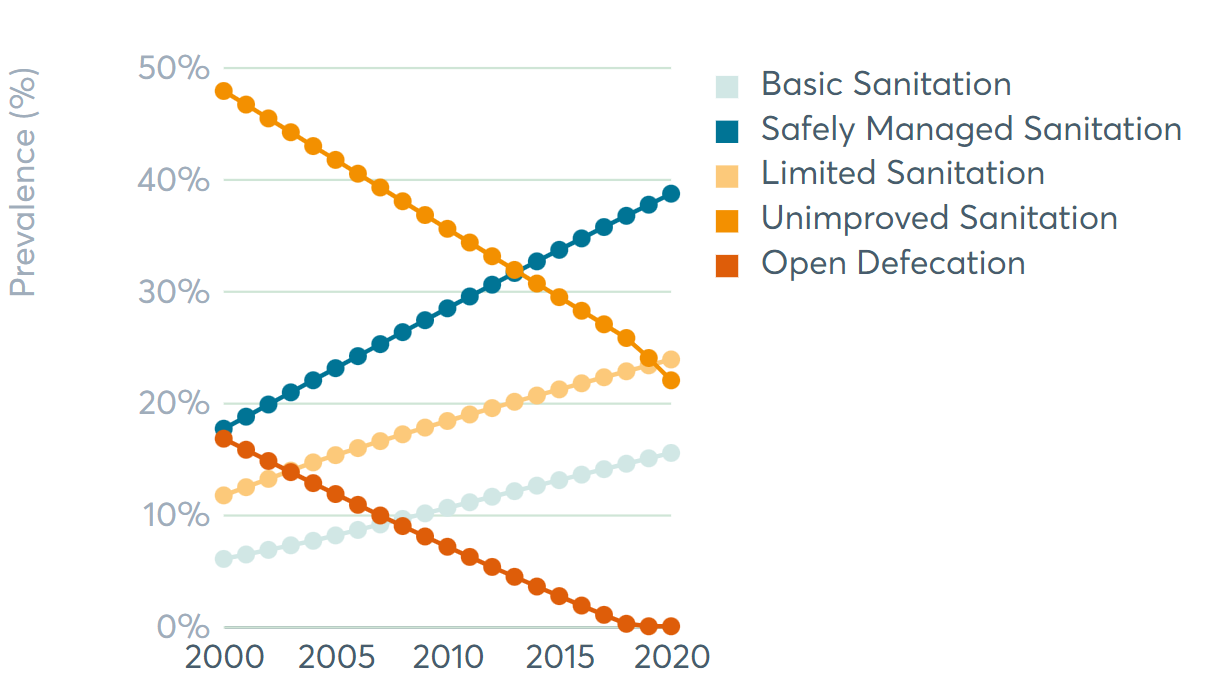 Prevalence (%)
50%
40%
30%
20%
10%
0%
2000 2005 2010 2015 2020
Basic Sanitation
Safely Managed Sanitation
Limited Sanitation
Unimproved Sanitation
Open Defecation